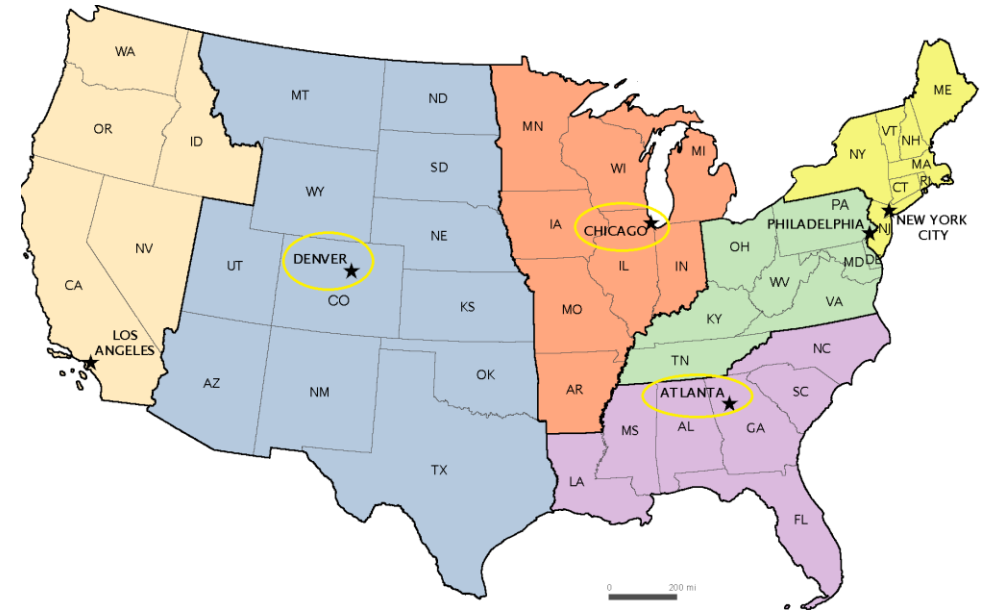 WA
OR
ID
MT
ND
SD
WY
NE
NV
CA
UT
DENVER
CO
KS
LOS
ANGELES
AZ
NM
OK
TX
MN
WI
MI
IA
CHICAGO
IL
IN
MO
AR
ME
VT
NH
NY
MA
RI
CT
NEW YORK
CITY
NJ
PA
PHILADELPHIA
OH
MD
DE
WV
VA
KY
TN
NC
SC
ATLANTA
MS
AL
GA
LA
FL
0 200 mi